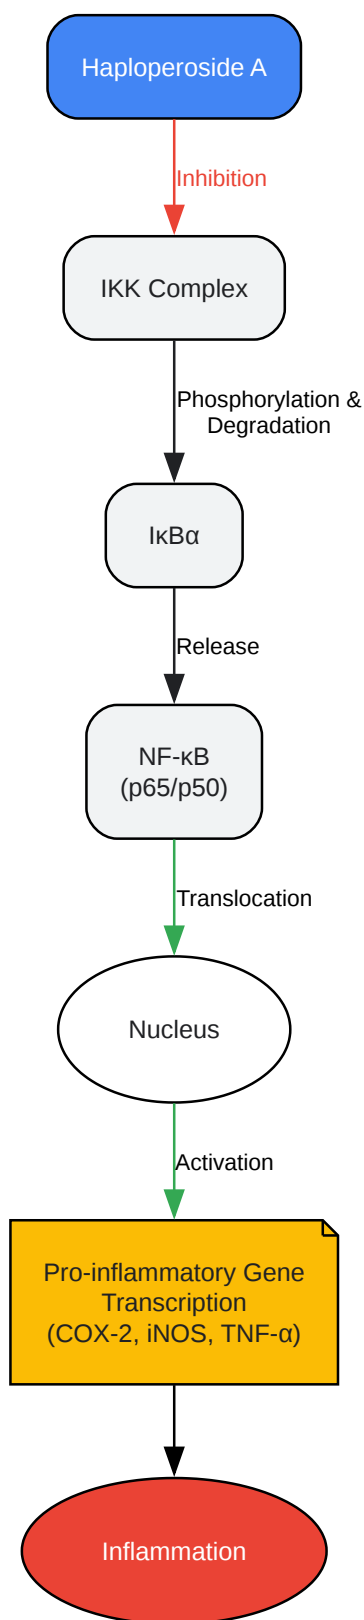 Haploperoside A
Inhibition
IKK Complex
Phosphorylation &
Degradation
IκBα
Release
NF-κB
(p65/p50)
Translocation
Nucleus
Activation
Pro-inflammatory Gene
Transcription
(COX-2, iNOS, TNF-α)
Inflammation